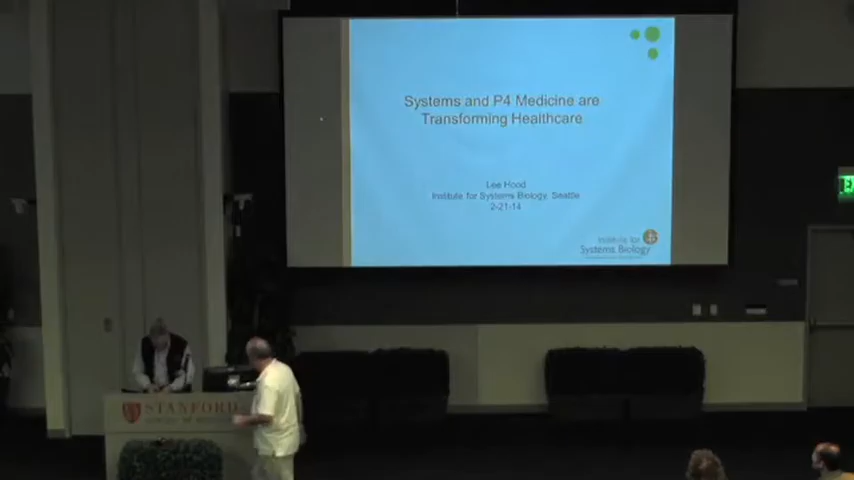 Systems and P4 Medicine are
Transforming Healthcare
Lee Hood
Institute for Systems Biology, Seattle
2-21-14
Institute for
Systems Biology
STANFORD